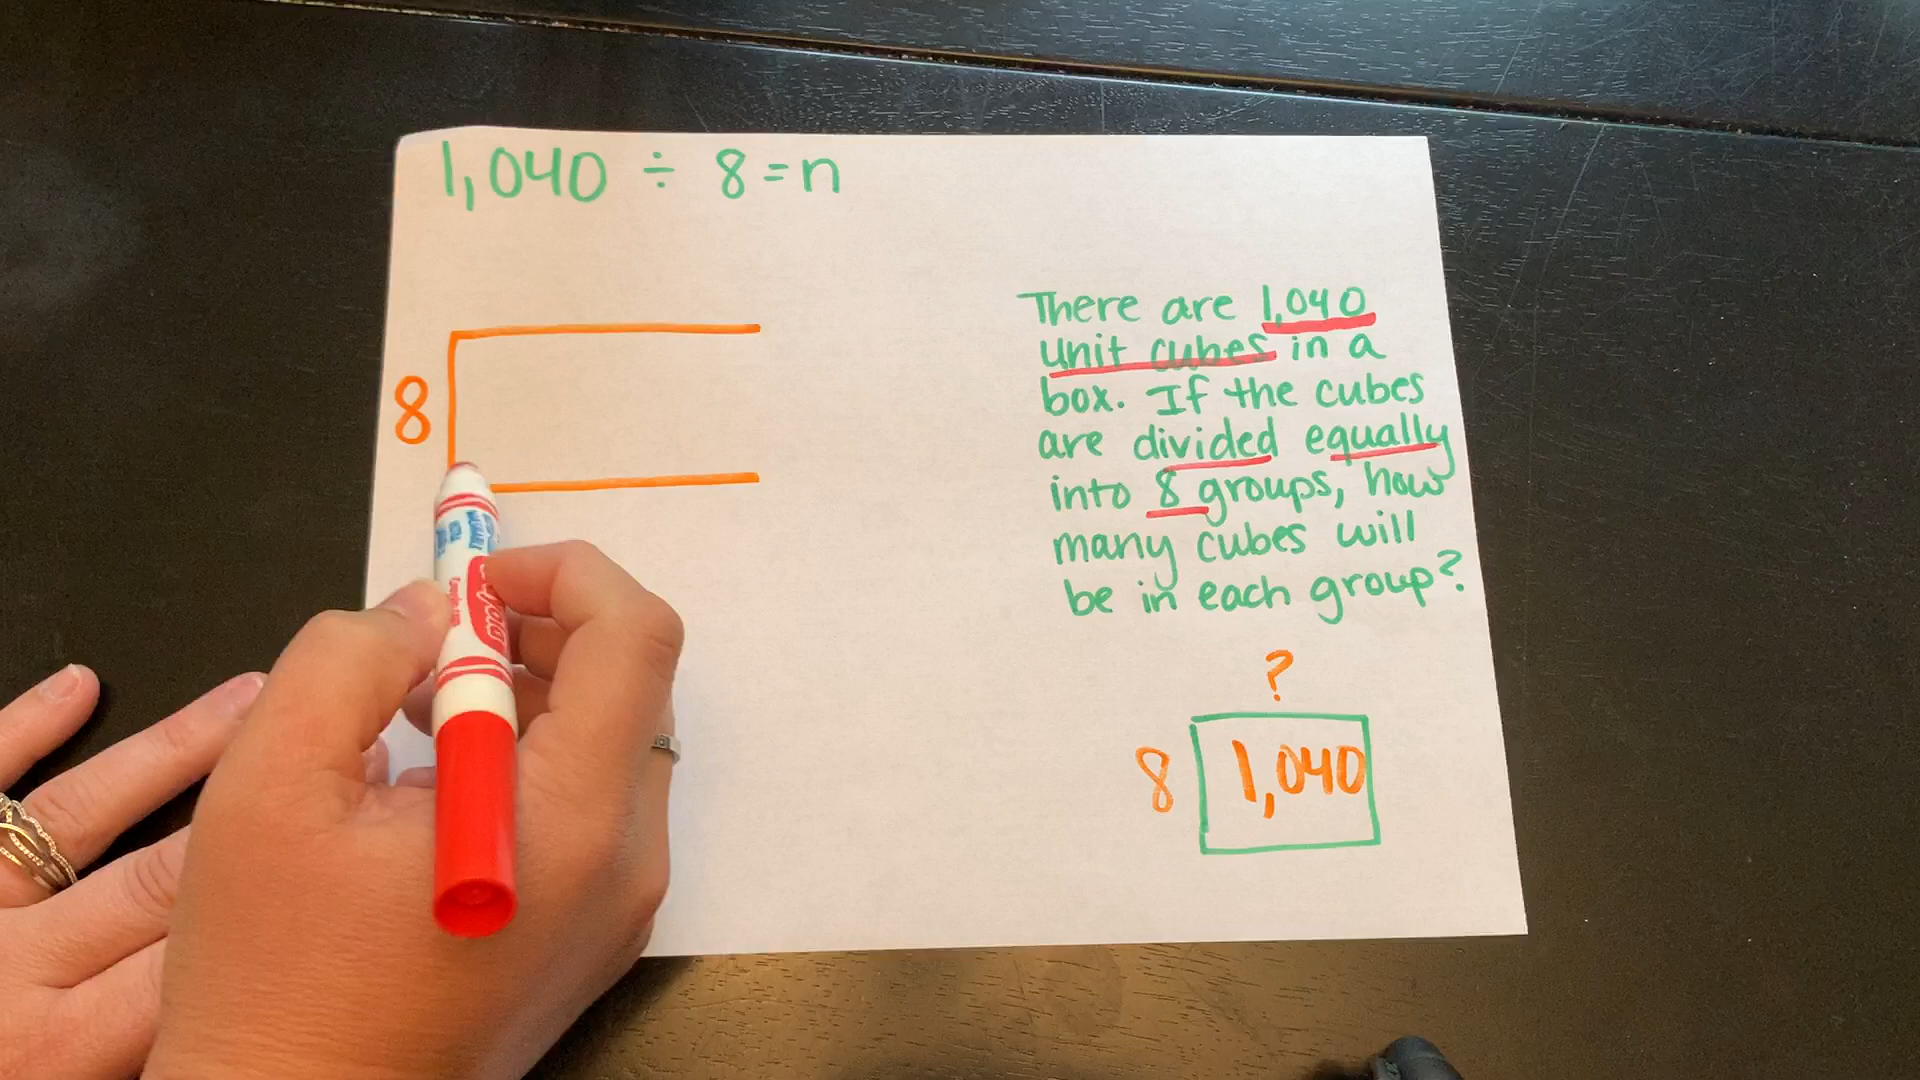 1,040 ÷ 8 = n
8
There are 1,040
unit cubes in a
box. If the cubes
are divided equally
into 8 groups, how
many cubes will
be in each group?
?
8 1,040